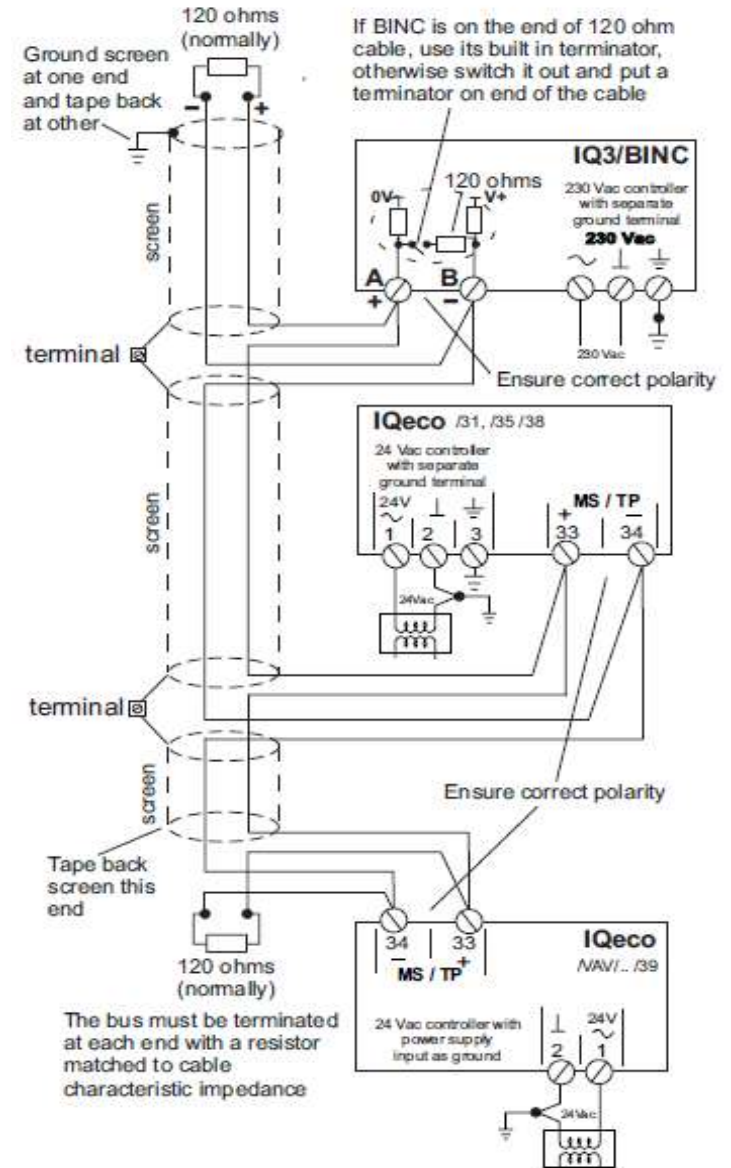 120 ohms
(normally)
Ground screen
at one end
and tape back
at other
−
+
screen
If BINC is on the end of 120 ohm
cable, use its built in terminator,
otherwise switch it out and put a
terminator on end of the cable
IQ3/BINC
120 ohms
0V
V+
230 Vac controller
with separate
ground terminal
230 Vac
A
B
+
−
230 Vac
terminal
Ensure correct polarity
IQeco /31, /35 /38
24 Vac controller
with separate
ground terminal
24V
MS / TP
+
−
1
2
3
33
34
24Vac
screen
terminal
screen
Ensure correct polarity
Tape back
screen this
end
120 ohms
(normally)
The bus must be terminated
at each end with a resistor
matched to cable
characteristic impedance
34
33
−
+
MS / TP
IQeco
/VAV/.. /39
24 Vac controller with
power supply
input as ground
24V
2
1
24Vac